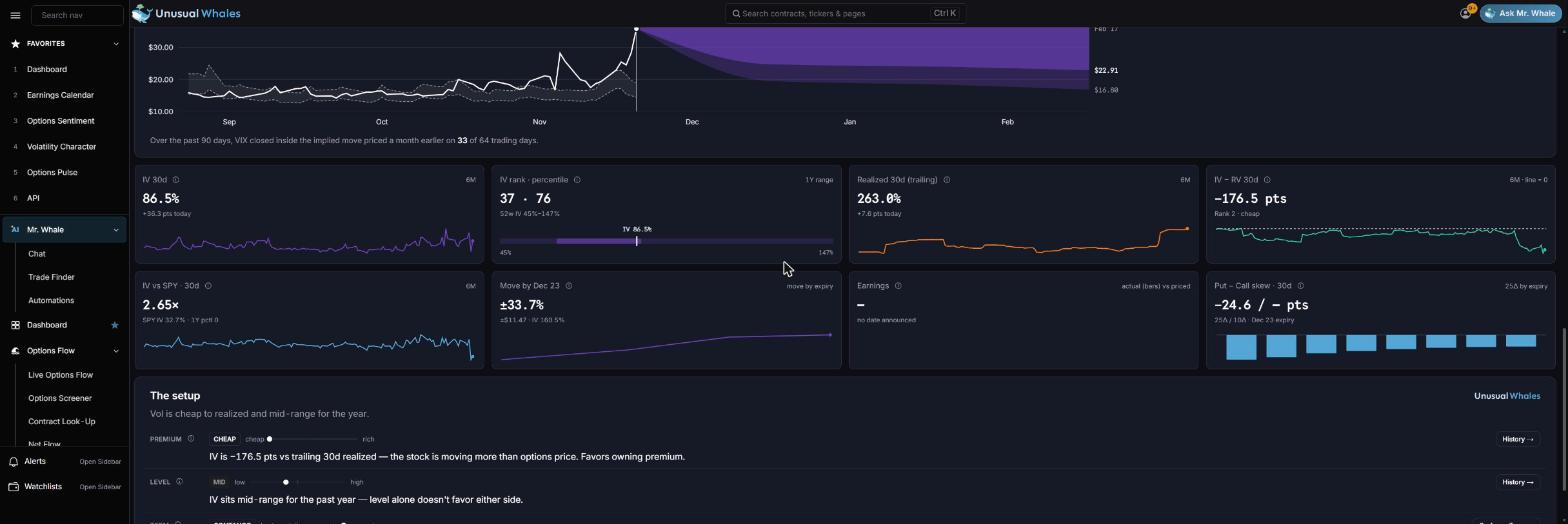 Search nav
Unusual Whales
Search contracts, tickers & pages
Ctrl K
9+
Ask Mr. Whale
FAVORITES
1 Dashboard
2 Earnings Calendar
3 Options Sentiment
4 Volatility Character
5 Options Pulse
6 API
Mr. Whale
Chat
Trade Finder
Automations
Dashboard
Options Flow
Live Options Flow
Options Screener
Contract Look-Up
Net Flow
Alerts Open Sidebar
Watchlists Open Sidebar
Feb 17
$30.00
$20.00
$10.00
$22.91
$16.80
Sep Oct Nov Dec Jan Feb
Over the past 90 days, VIX closed inside the implied move priced a month earlier on 33 of 64 trading days.
IV 30d 6M
86.5%
+36.3 pts today
IV rank · percentile 1Y range
37 · 76
52w IV 45%–147%
IV 86.5%
45% 147%
Realized 30d (trailing) 6M
263.0%
+7.6 pts today
IV − RV 30d 6M · line = 0
−176.5 pts
Rank 2 · cheap
IV vs SPY · 30d 6M
2.65×
SPY IV 32.7% · 1Y pctl 0
Move by Dec 23 move by expiry
±33.7%
±$11.47 · IV 160.5%
Earnings actual (bars) vs priced
—
no date announced
Put − Call skew · 30d 25Δ by expiry
−24.6 / — pts
25Δ / 10Δ · Dec 23 expiry
The setup
Unusual Whales
Vol is cheap to realized and mid-range for the year.
PREMIUM CHEAP cheap rich History →
IV is −176.5 pts vs trailing 30d realized — the stock is moving more than options price. Favors owning premium.
LEVEL MID low high History →
IV sits mid-range for the past year — level alone doesn't favor either side.